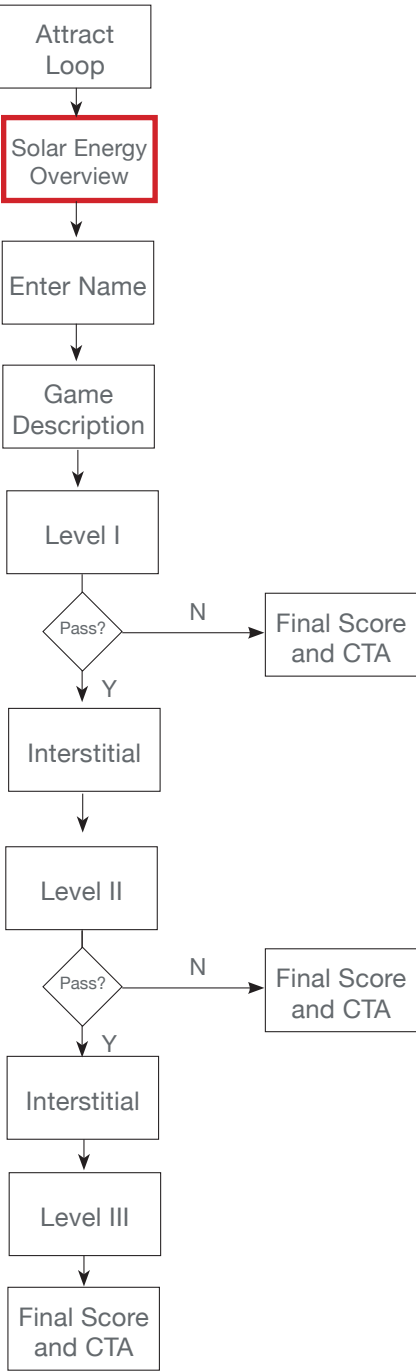 Attract
Loop
Solar Energy
Overview
Enter Name
Game
Description
Level I
Pass?
N
Final Score
and CTA
Y
Interstitial
Level II
Pass?
N
Final Score
and CTA
Y
Interstitial
Level III
Final Score
and CTA